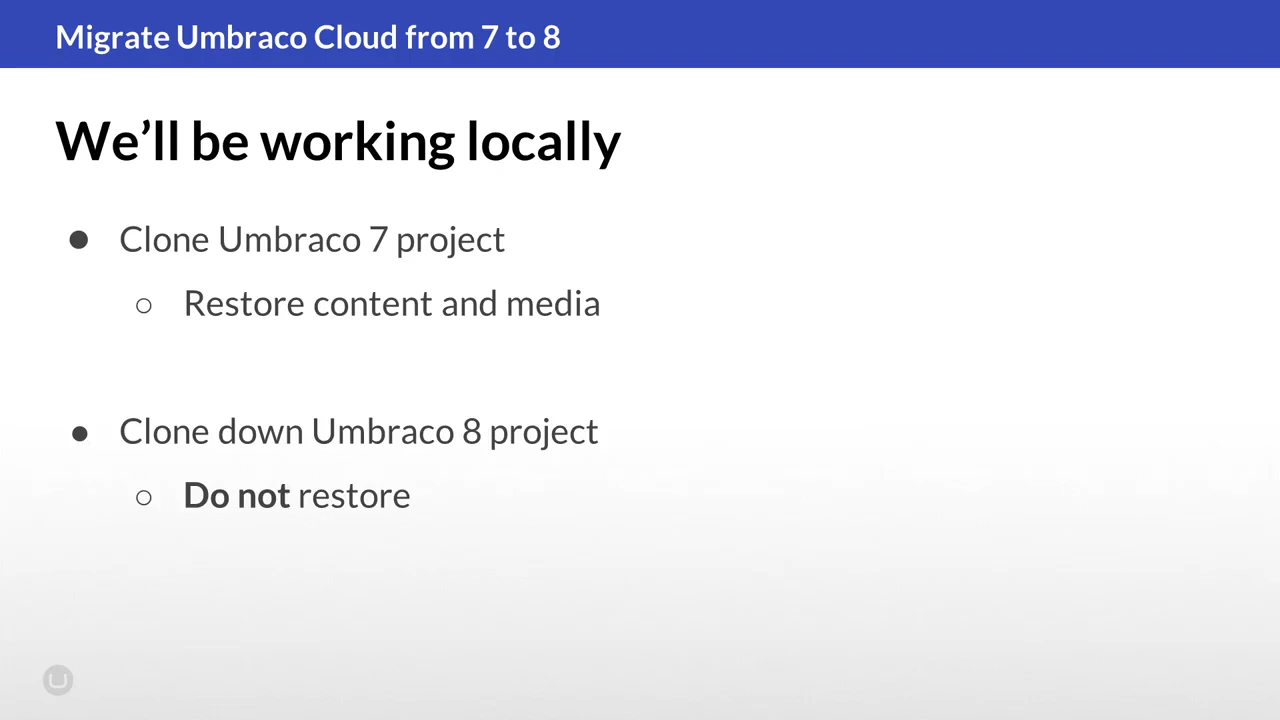 Migrate Umbraco Cloud from 7 to 8
We’ll be working locally
● Clone Umbraco 7 project
○ Restore content and media
● Clone down Umbraco 8 project
○ Do not restore